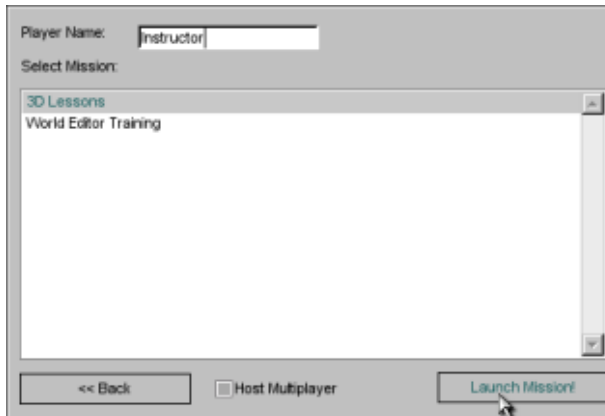 Player Name: Instructor
Select Mission:
3D Lessons
World Editor Training
<< Back Host Multiplayer Launch Mission!